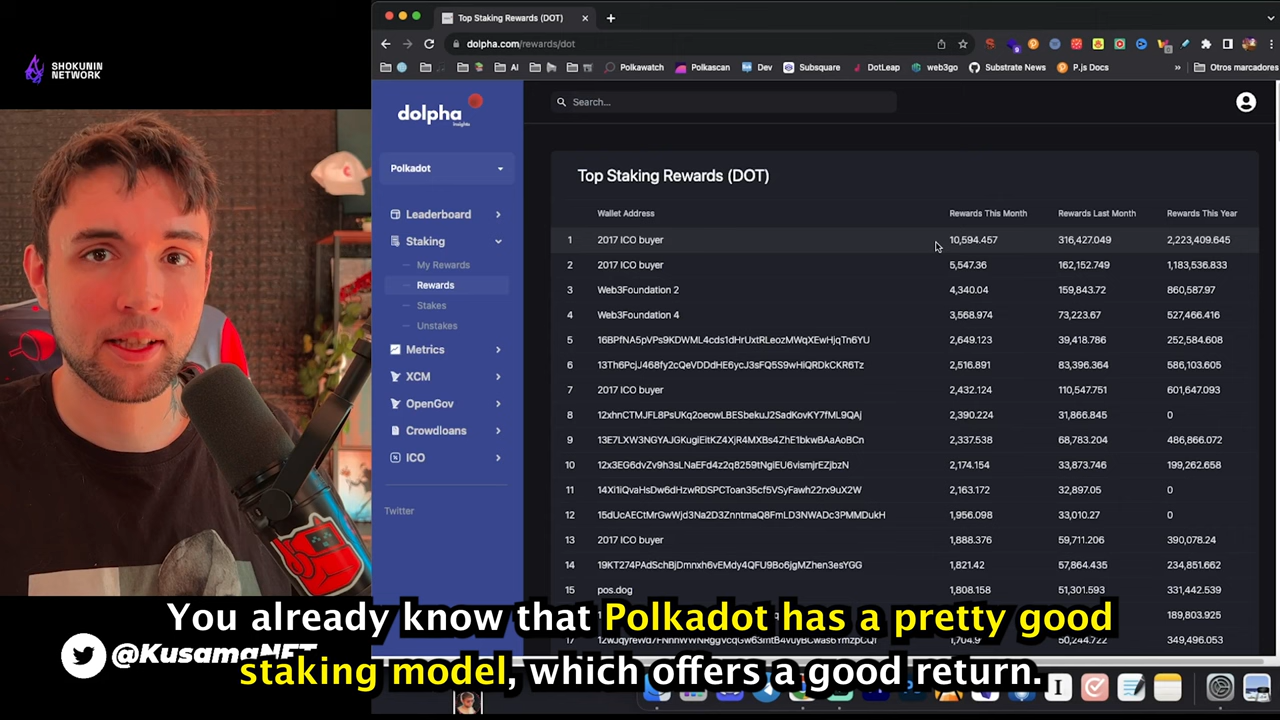 SHOKUNIN
NETWORK
Top Staking Rewards (DOT)
dolpha.com/rewards/dot
AI
Polkawatch
Polkascan
Dev
Subsquare
DotLeap
web3go
Substrate News
P.js Docs
Otros marcadores
dolpha
Insights
Search...
Polkadot
Leaderboard
Staking
My Rewards
Rewards
Stakes
Unstakes
Metrics
XCM
OpenGov
Crowdloans
ICO
Twitter
Top Staking Rewards (DOT)
Wallet Address Rewards This Month Rewards Last Month Rewards This Year
1 2017 ICO buyer 10,594.457 316,427.049 2,223,409.645
2 2017 ICO buyer 5,547.36 162,152.749 1,183,536.833
3 Web3Foundation 2 4,340.04 159,843.72 860,587.97
4 Web3Foundation 4 3,568.974 73,223.67 527,466.416
5 16BPfNA5pVPs9KDWML4cds1dHrUxtRLeozMWqXEwHjqTn6YU 2,649.123 39,418.786 252,584.608
6 13Th6PcjJ468fy2cQeVDDdHE6ycJ3sFQ5S9wHiQRDkCKR6Tz 2,516.891 83,396.364 586,103.605
7 2017 ICO buyer 2,432.124 110,547.751 601,647.093
8 12xhnCTMJFL8PsUKq2oeowLBESbekuJ2SadKovKY7fML9QAj 2,390.224 31,866.845 0
9 13E7LXW3NGYAJGKugiEitKZ4XjR4MXBs4ZhE1bkwBAaAoBCn 2,337.538 68,783.204 486,866.072
10 12x3EG6dvZv9h3sLNaEFd4z2q8259tNgiEU6vismjrEZjbzN 2,174.154 33,873.746 199,262.658
11 14Xi1iQvaHsDw6dHzwRDSPCToan35cf5VSyFawh22rx9uX2W 2,163.172 32,897.05 0
12 15dUcAECtMrGwWjd3Na2D3ZnntmaQ8FmLD3NWADc3PMMDukH 1,956.098 33,010.27 0
13 2017 ICO buyer 1,888.376 59,711.206 390,078.24
14 19KT274PAdSchBjDmnxh6vEMdy4QFU9Bo6jgMZhen3esYGG 1,821.42 57,864.435 234,851.662
15 pos.dog 1,808.158 51,301.593 331,442.539
189,803.925
17 1,704.9 50,244.772 349,496.053
You already know that Polkadot has a pretty good
staking model, which offers a good return.
@KusamaNET